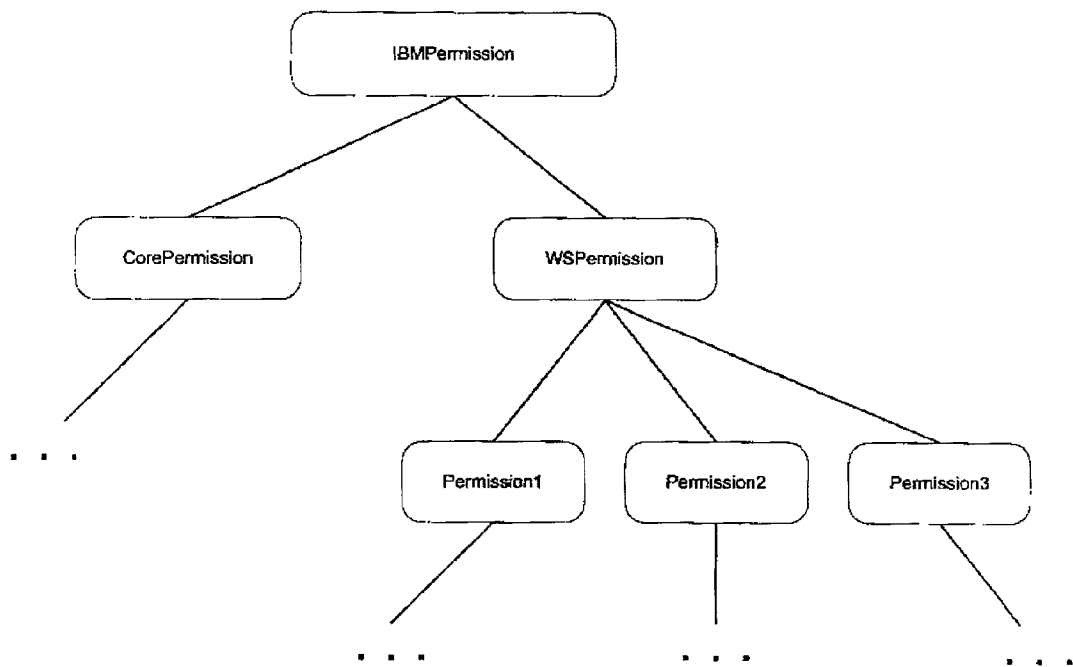 IBMPermission
CorePermission
WSPermission
. . .
Permission1
Permission2
Permission3
. . .
. . .
. . .